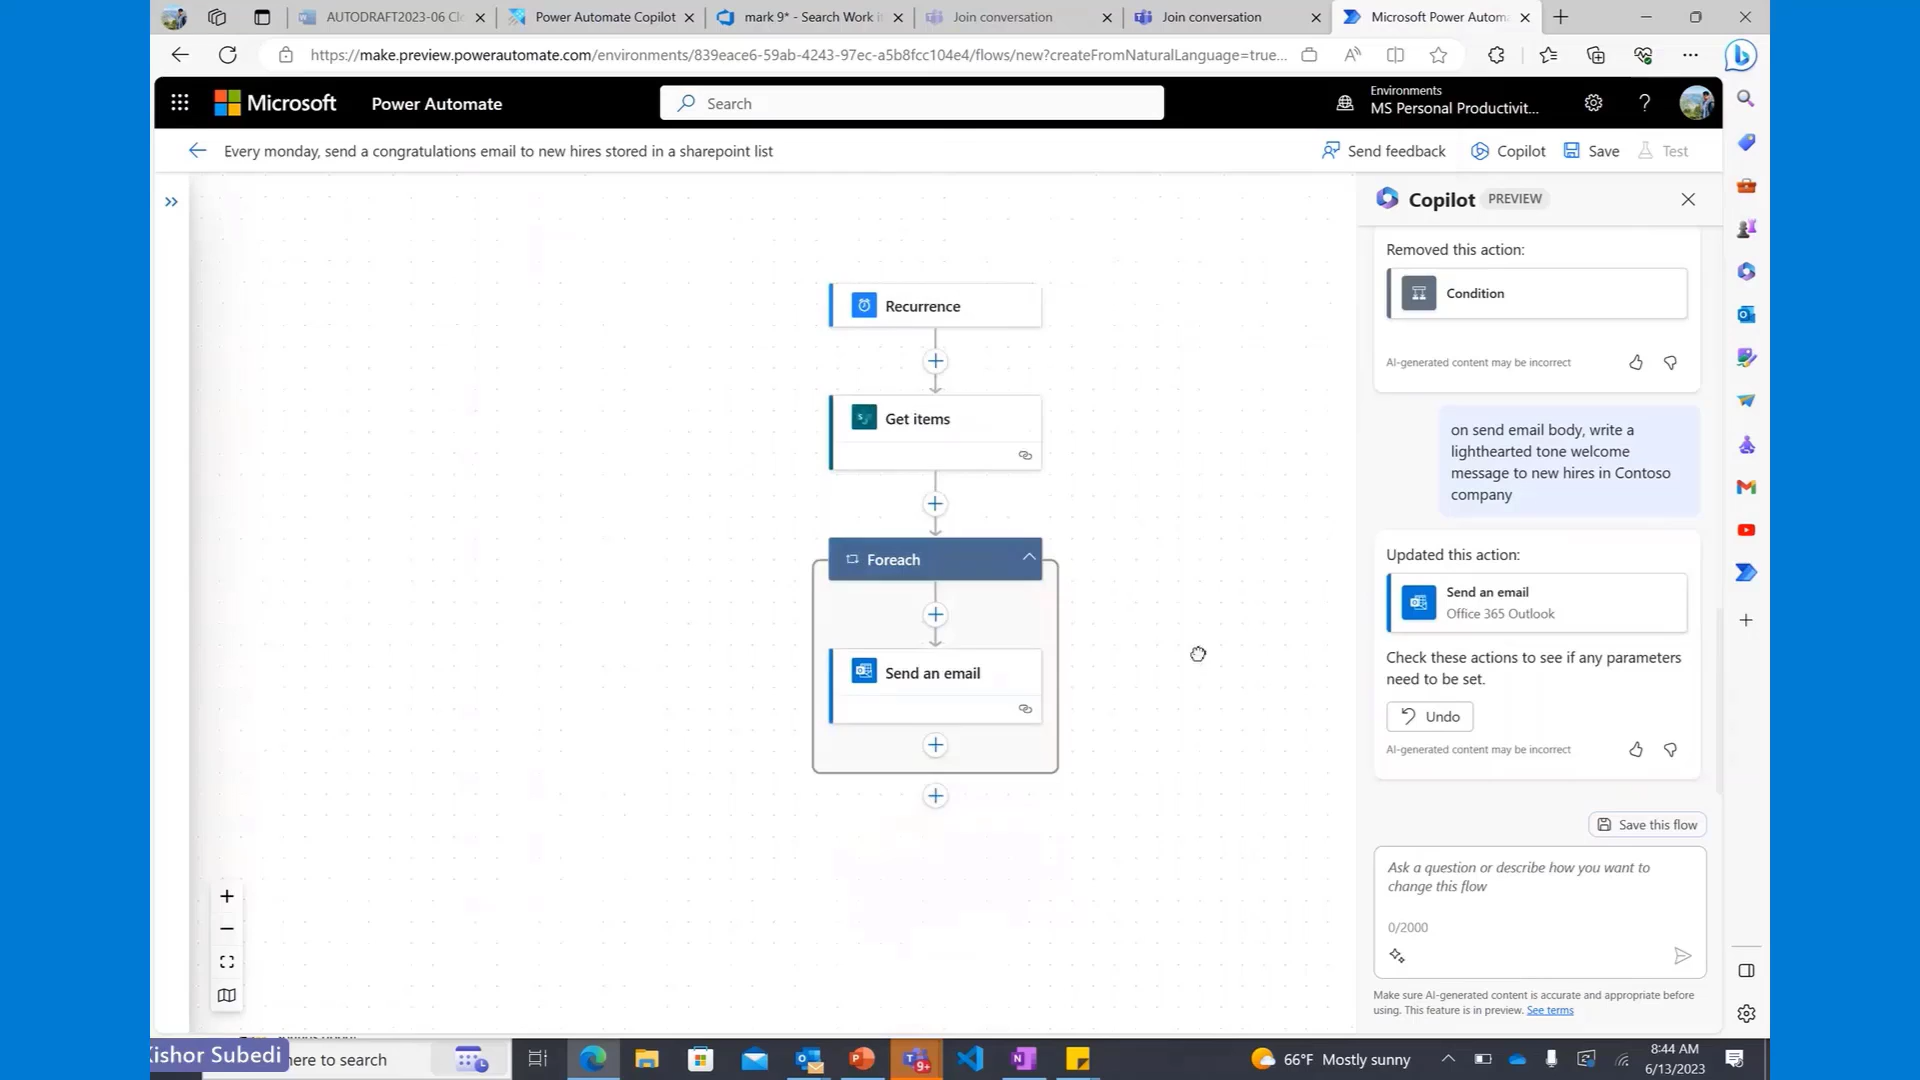 AUTODRAFT2023-06 Cl
Power Automate Copilot
mark 9* - Search Work it
Join conversation
Join conversation
Microsoft Power Autom
https://make.preview.powerautomate.com/environments/839eace6-59ab-4243-97ec-a5b8fcc104e4/flows/new?createFromNaturalLanguage=true...
Microsoft
Power Automate
Search
Environments
MS Personal Productivit...
Every monday, send a congratulations email to new hires stored in a sharepoint list
Send feedback
Copilot
Save
Test
Recurrence
Get items
Foreach
Send an email
Copilot
PREVIEW
Removed this action:
Condition
AI-generated content may be incorrect
on send email body, write a
lighthearted tone welcome
message to new hires in Contoso
company
Updated this action:
Send an email
Office 365 Outlook
Check these actions to see if any parameters
need to be set.
Undo
AI-generated content may be incorrect
Save this flow
Ask a question or describe how you want to
change this flow
0/2000
Make sure AI-generated content is accurate and appropriate before
using. This feature is in preview. See terms
Kishor Subedi
here to search
9+
66°F Mostly sunny
8:44 AM
6/13/2023